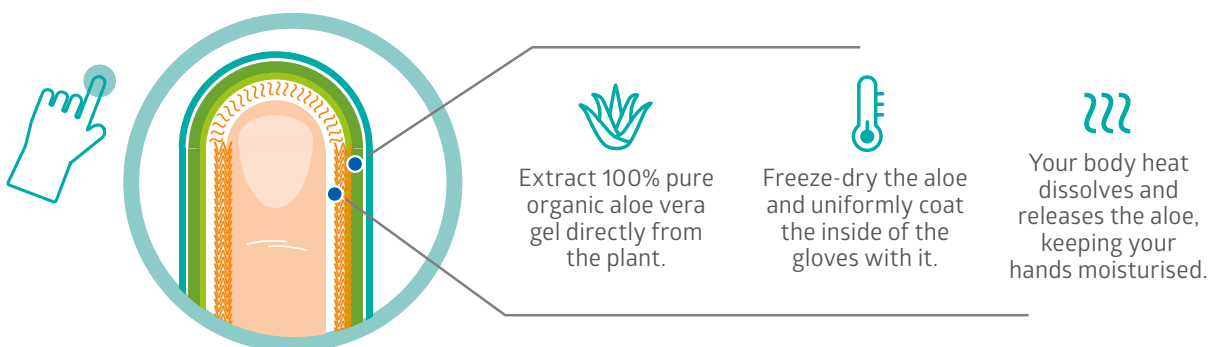 Extract 100% pure
organic aloe vera
gel directly from
the plant.
Freeze-dry the aloe
and uniformly coat
the inside of the
gloves with it.
Your body heat
dissolves and
releases the aloe,
keeping your
hands moisturised.